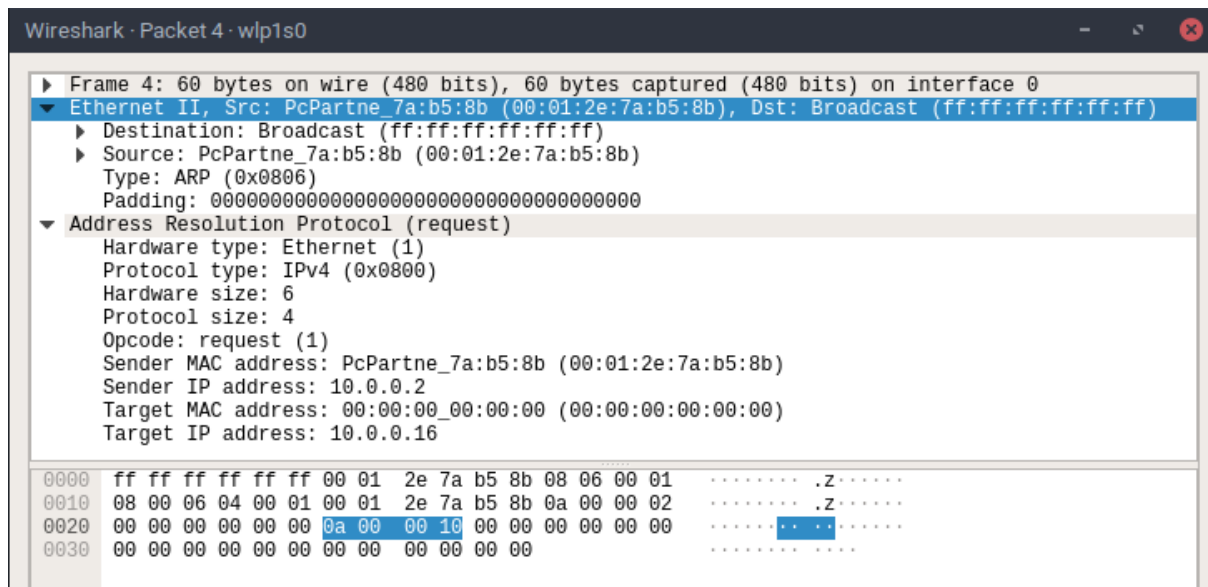 Wireshark · Packet 4 · wlp1s0
Frame 4: 60 bytes on wire (480 bits), 60 bytes captured (480 bits) on interface 0
Ethernet II, Src: PcPartne_7a:b5:8b (00:01:2e:7a:b5:8b), Dst: Broadcast (ff:ff:ff:ff:ff:ff)
Destination: Broadcast (ff:ff:ff:ff:ff:ff)
Source: PcPartne_7a:b5:8b (00:01:2e:7a:b5:8b)
Type: ARP (0x0806)
Padding: 000000000000000000000000000000000000
Address Resolution Protocol (request)
Hardware type: Ethernet (1)
Protocol type: IPv4 (0x0800)
Hardware size: 6
Protocol size: 4
Opcode: request (1)
Sender MAC address: PcPartne_7a:b5:8b (00:01:2e:7a:b5:8b)
Sender IP address: 10.0.0.2
Target MAC address: 00:00:00_00:00:00 (00:00:00:00:00:00)
Target IP address: 10.0.0.16
0000 ff ff ff ff ff ff 00 01 2e 7a b5 8b 08 06 00 01 ········ .z······
0010 08 00 06 04 00 01 00 01 2e 7a b5 8b 0a 00 00 02 ········ .z······
0020 00 00 00 00 00 00 0a 00 00 10 00 00 00 00 00 00 ········ ········
0030 00 00 00 00 00 00 00 00 00 00 00 00 ········ ····